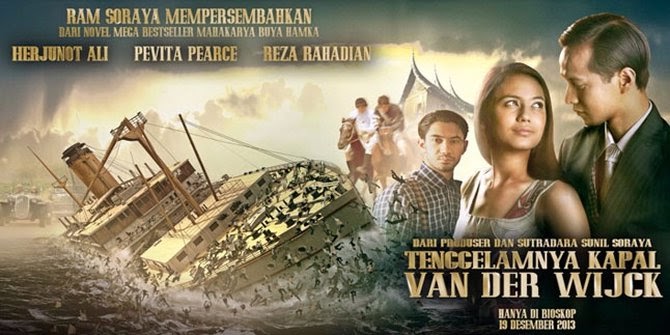 RAM SORAYA MEMPERSEMBAHKAN
DARI NOVEL MEGA BESTSELLER MAHAKARYA BUYA HAMKA
HERJUNOT ALI PEVITA PEARCE REZA RAHADIAN
DARI PRODUSER DAN SUTRADARA SUNIL SORAYA
TENGGELAMNYA KAPAL
VAN DER WIJCK
HANYA DI BIOSKOP
19 DESEMBER 2013